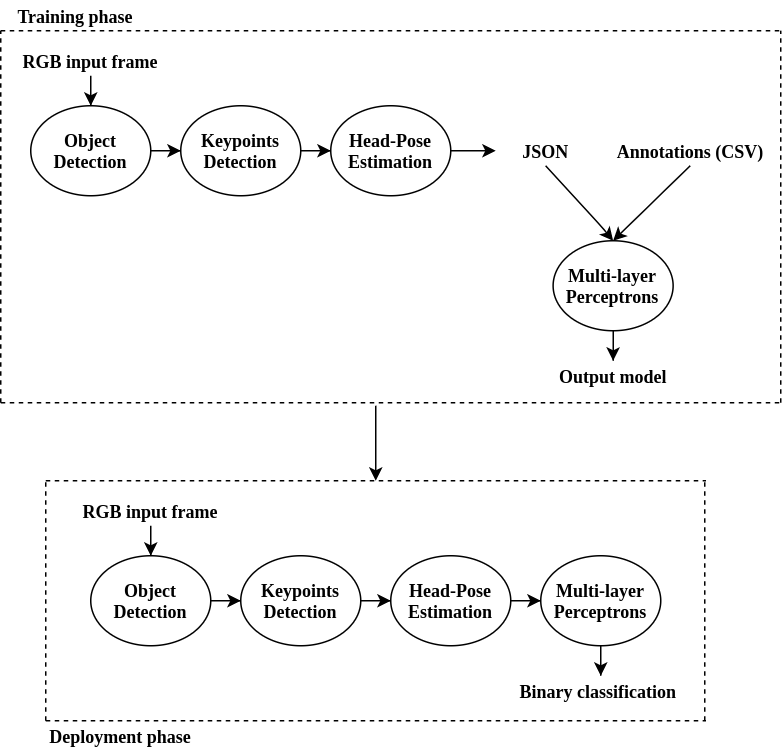 Training phase
RGB input frame
Object
Detection
Keypoints
Detection
Head-Pose
Estimation
JSON
Annotations (CSV)
Multi-layer
Perceptrons
Output model
RGB input frame
Object
Detection
Keypoints
Detection
Head-Pose
Estimation
Multi-layer
Perceptrons
Binary classification
Deployment phase